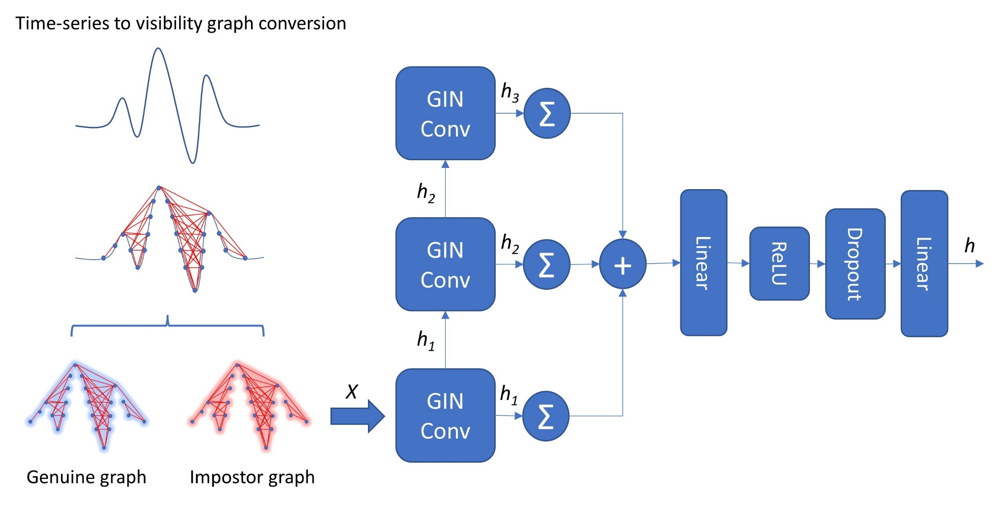 Time-series to visibility graph conversion
Genuine graph
Impostor graph
X
GIN
Conv
h3
Σ
h2
GIN
Conv
h2
Σ
h1
GIN
Conv
h1
Σ
+
Linear
ReLU
Dropout
Linear
h